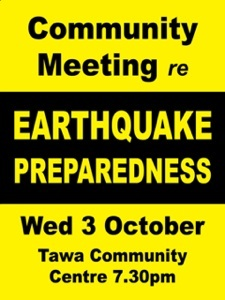 Community
Meeting re
EARTHQUAKE
PREPAREDNESS
Wed 3 October
Tawa Community
Centre 7.30pm